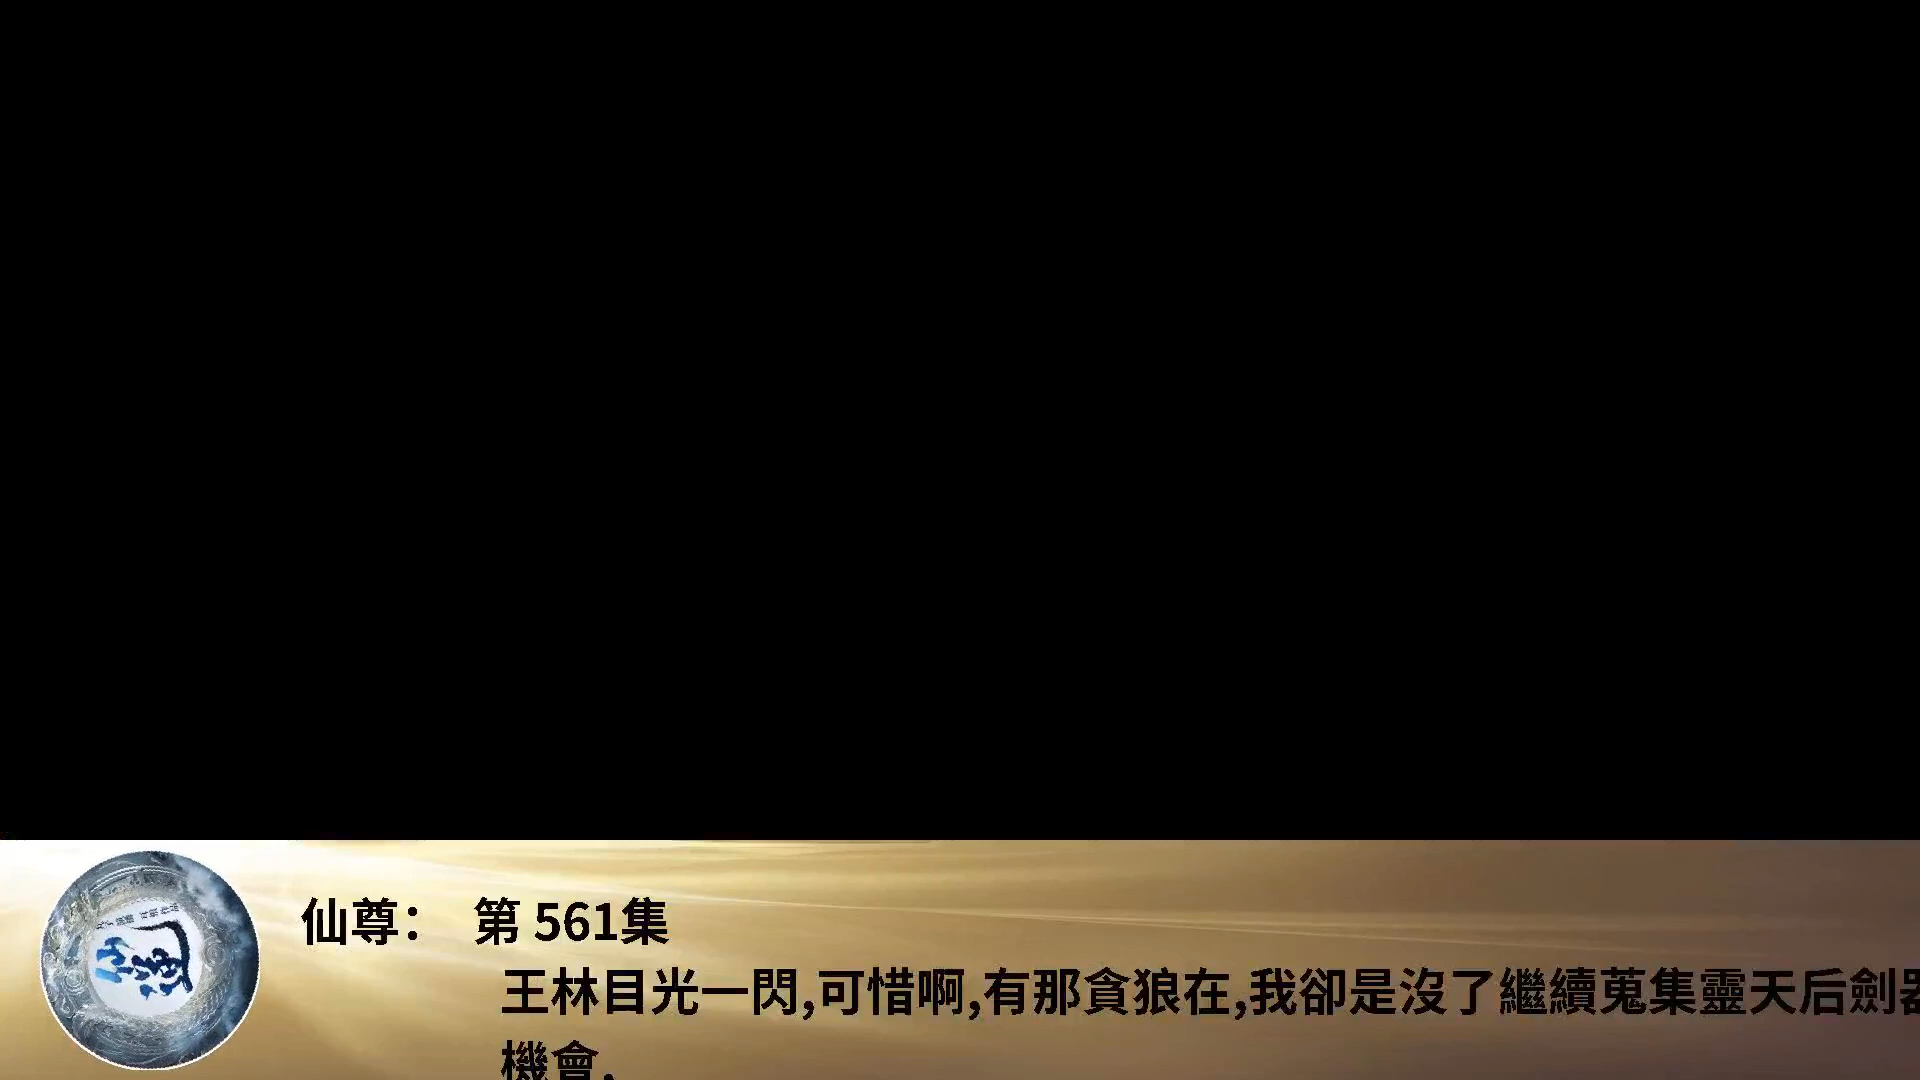 仙尊： 第 561集
王林目光一閃,可惜啊,有那貪狼在,我卻是沒了繼續蒐集靈天后劍器
機會,